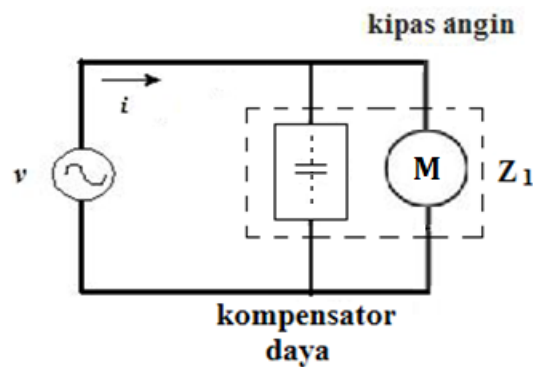 kipas angin
i
v
M
Z1
kompensator
daya